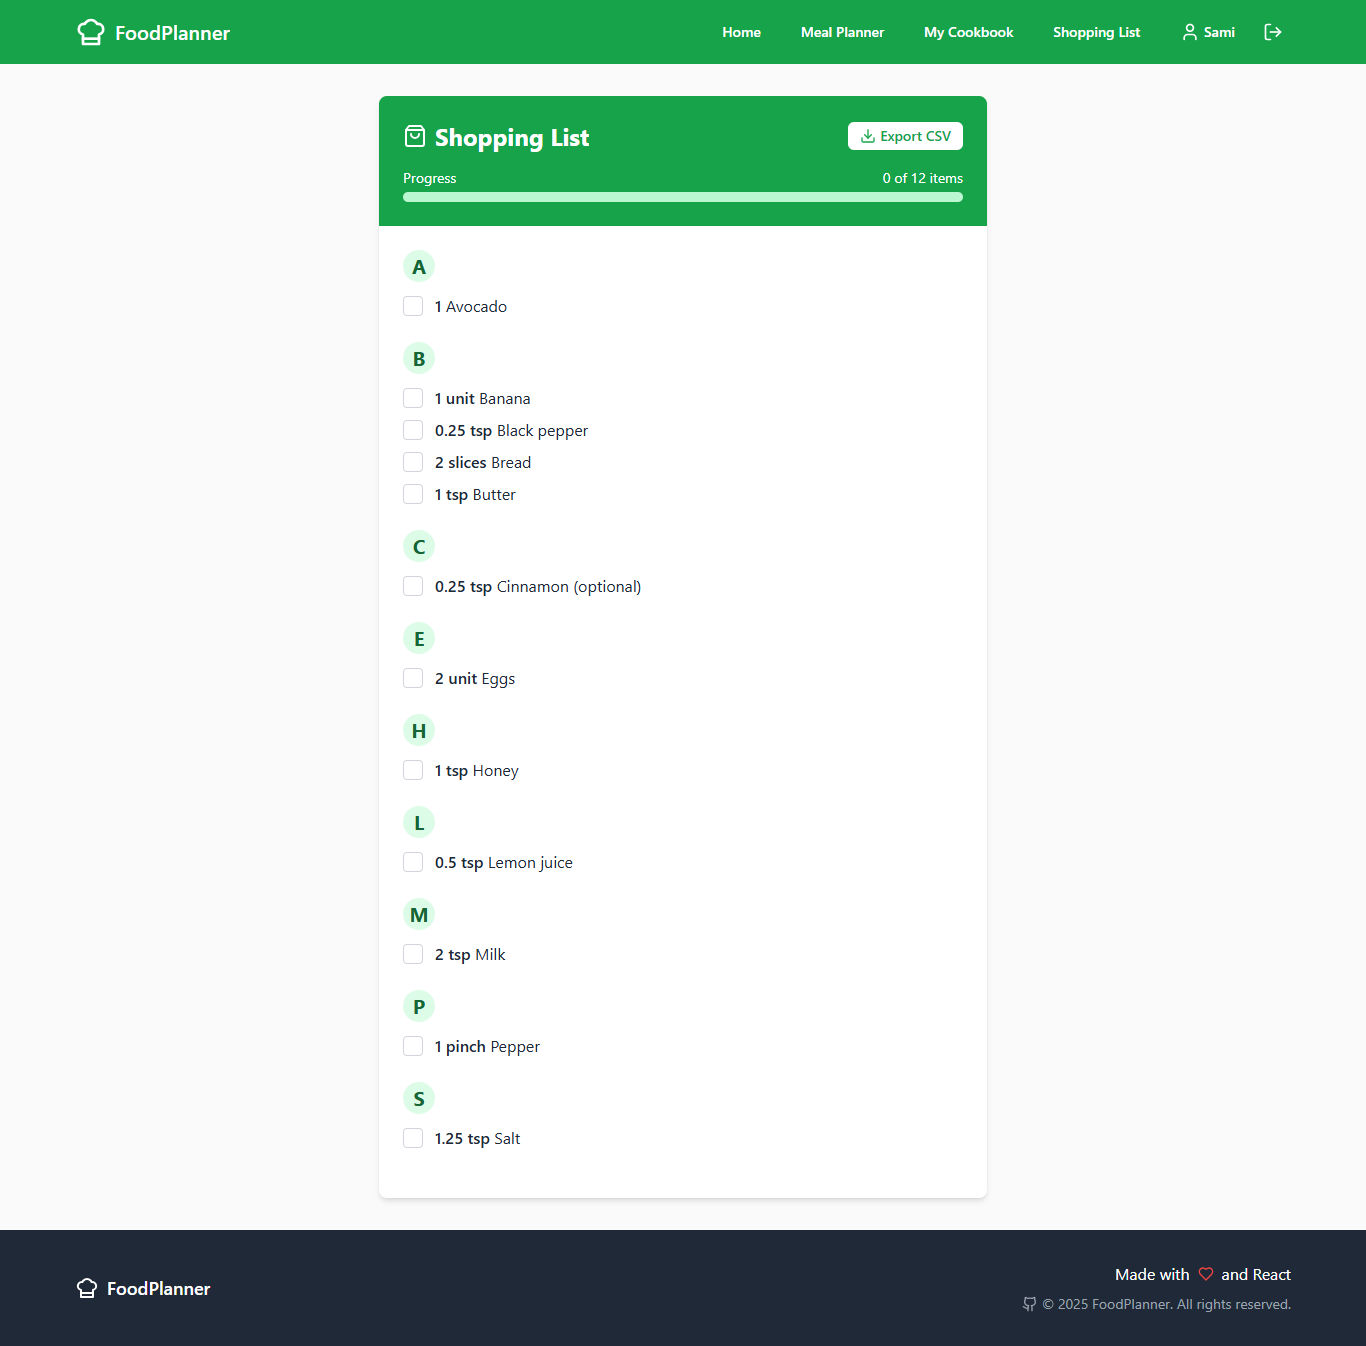 FoodPlanner
Home Meal Planner My Cookbook Shopping List Sami
Shopping List
Export CSV
Progress 0 of 12 items
A
1 Avocado
B
1 unit Banana
0.25 tsp Black pepper
2 slices Bread
1 tsp Butter
C
0.25 tsp Cinnamon (optional)
E
2 unit Eggs
H
1 tsp Honey
L
0.5 tsp Lemon juice
M
2 tsp Milk
P
1 pinch Pepper
S
1.25 tsp Salt
FoodPlanner
Made with and React
© 2025 FoodPlanner. All rights reserved.